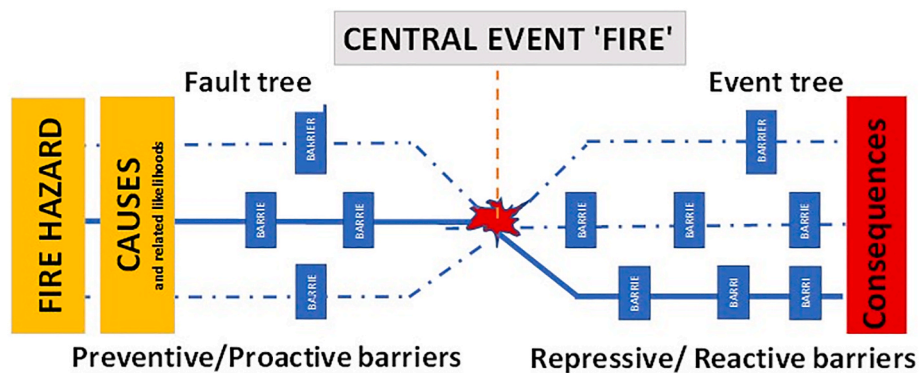 CENTRAL EVENT 'FIRE'
Fault tree
Event tree
FIRE HAZARD
CAUSES
and related likelihoods
BARRIER
BARRIE
BARRIE
BARRIE
BARRIER
BARRIE
BARRIE
BARRIE
BARRIE
BARRI
BARRI
Consequences
Preventive/Proactive barriers
Repressive/ Reactive barriers